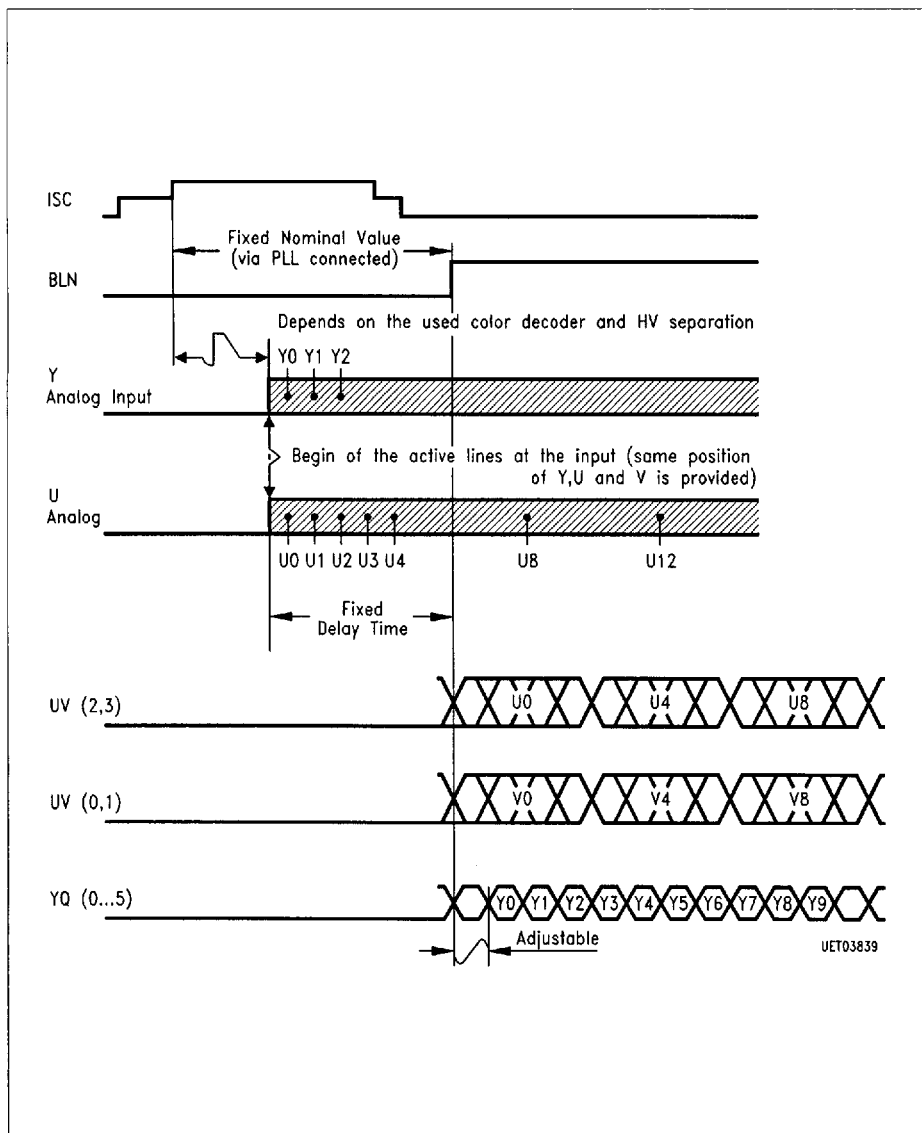 ISC
Fixed Nominal Value
(via PLL connected)
BLN
Depends on the used color decoder and HV separation
Y0 Y1 Y2
Y
Analog Input
Begin of the active lines at the input (same position
of Y,U and V is provided)
U
Analog
U0 U1 U2 U3 U4 U8 U12
Fixed
Delay Time
UV (2,3) U0 U4 U8
UV (0,1) V0 V4 V8
YQ (0...5) Y0 Y1 Y2 Y3 Y4 Y5 Y6 Y7 Y8 Y9
Adjustable
UET03839